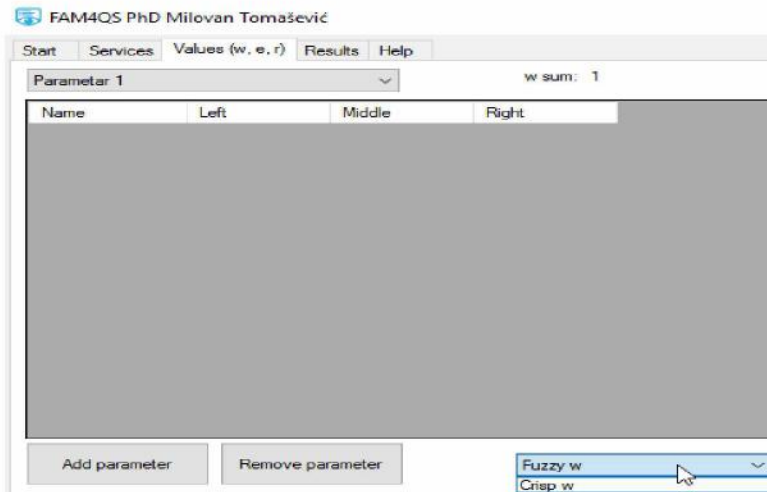 FAM4QS PhD Milovan Tomašević
Start Services Values (w, e, r) Results Help
Parametar 1 w sum: 1
Name Left Middle Right
Add parameter Remove parameter Fuzzy w
Crisp w